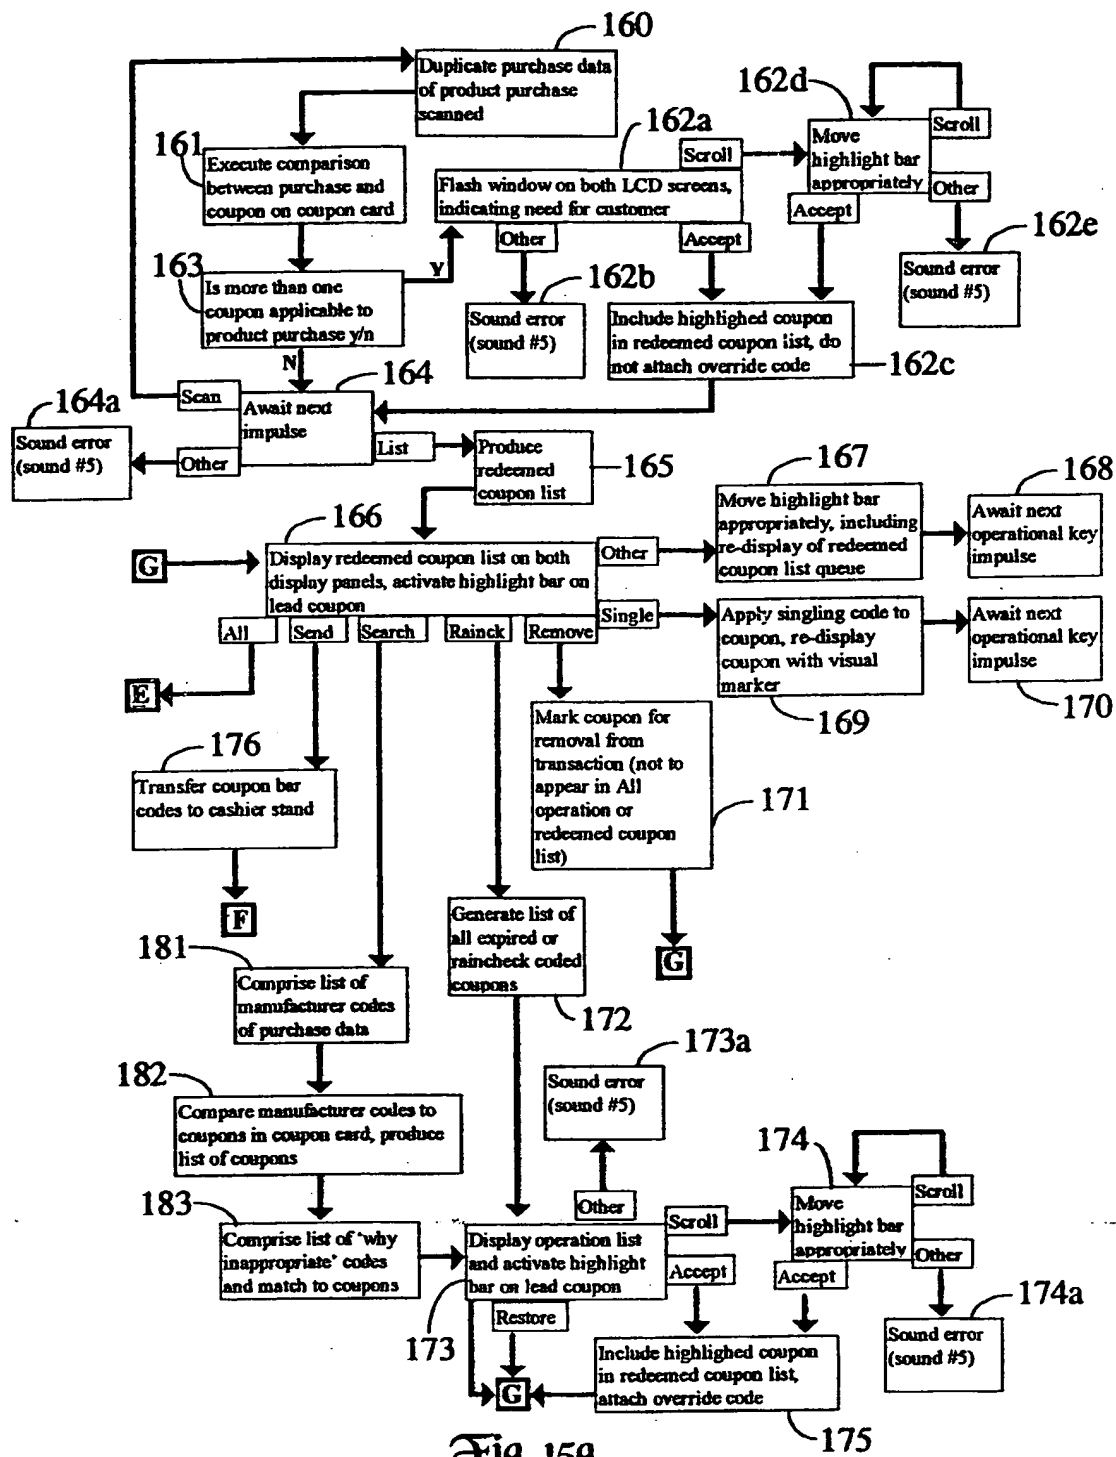 160
Duplicate purchase data
of product purchase
scanned
161
Execute comparison
between purchase and
coupon on coupon card
162a
Scroll
Flash window on both LCD screens,
indicating need for customer
Other
Accept
162d
Scroll
Move
highlight bar
appropriately
Other
Accept
162e
Sound error
(sound #5)
163
Is more than one
coupon applicable to
product purchase y/n
Y
N
162b
Sound error
(sound #5)
Include highlighed coupon
in redeemed coupon list, do
not attach override code
162c
164
Scan
Await next
impulse
List
Other
164a
Sound error
(sound #5)
Produce
redeemed
coupon list
165
166
G
Display redeemed coupon list on both
display panels, activate highlight bar on
lead coupon
Other
Single
All
Send
Search
Rainck
Remove
167
Move highlight bar
appropriately, including
re-display of redeemed
coupon list queue
168
Await next
operational key
impulse
Apply singling code to
coupon, re-display
coupon with visual
marker
169
Await next
operational key
impulse
170
E
176
Transfer coupon bar
codes to cashier stand
F
Mark coupon for
removal from
transaction (not to
appear in All
operation or
redeemed coupon
list)
171
G
Generate list of
all expired or
raincheck coded
coupons
172
181
Comprise list of
manufacturer codes
of purchase data
182
Compare manufacturer codes to
coupons in coupon card, produce
list of coupons
183
Comprise list of 'why
inappropriate' codes
and match to coupons
173a
Sound error
(sound #5)
Other
Display operation list
and activate highlight
bar on lead coupon
Scroll
Accept
Restore
173
174
Scroll
Move
highlight bar
appropriately
Other
Accept
174a
Sound error
(sound #5)
Include highlighed coupon
in redeemed coupon list,
attach override code
175
G
Fig.